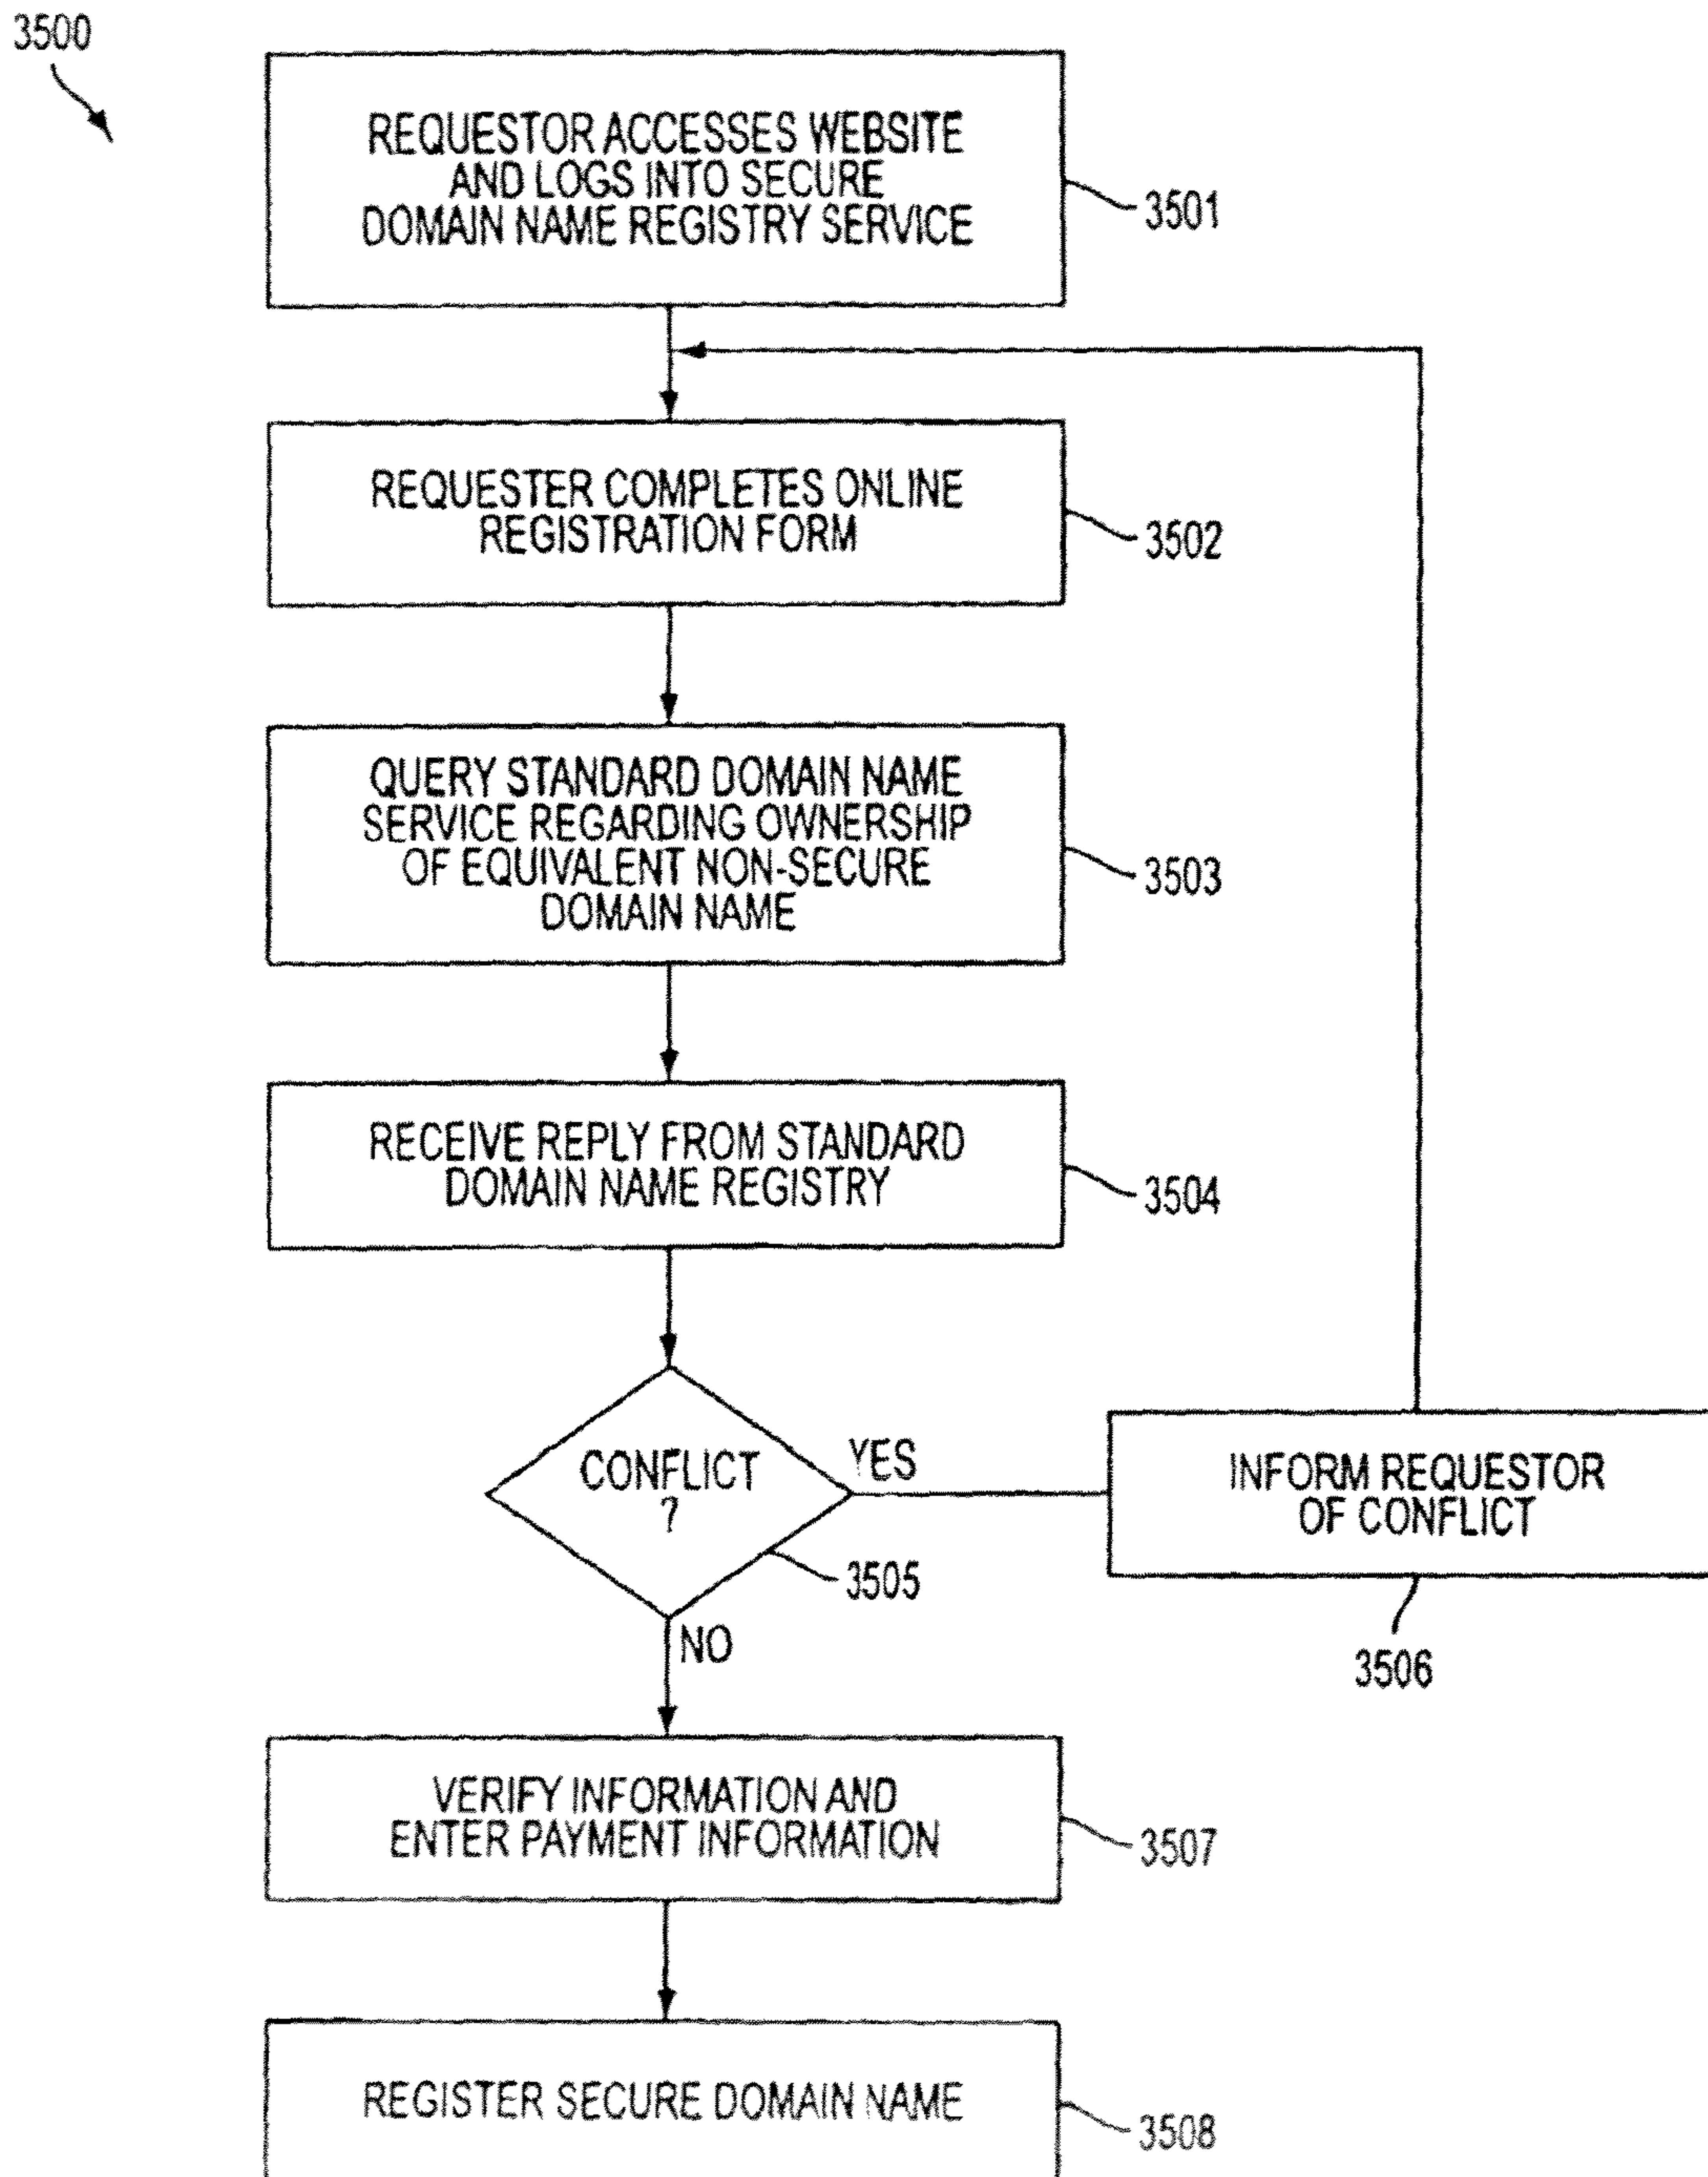 3500
REQUESTOR ACCESSES WEBSITE
AND LOGS INTO SECURE
DOMAIN NAME REGISTRY SERVICE
3501
REQUESTER COMPLETES ONLINE
REGISTRATION FORM
3502
QUERY STANDARD DOMAIN NAME
SERVICE REGARDING OWNERSHIP
OF EQUIVALENT NON-SECURE
DOMAIN NAME
3503
RECEIVE REPLY FROM STANDARD
DOMAIN NAME REGISTRY
3504
CONFLICT
?
YES
3505
NO
INFORM REQUESTOR
OF CONFLICT
3506
VERIFY INFORMATION AND
ENTER PAYMENT INFORMATION
3507
REGISTER SECURE DOMAIN NAME
3508